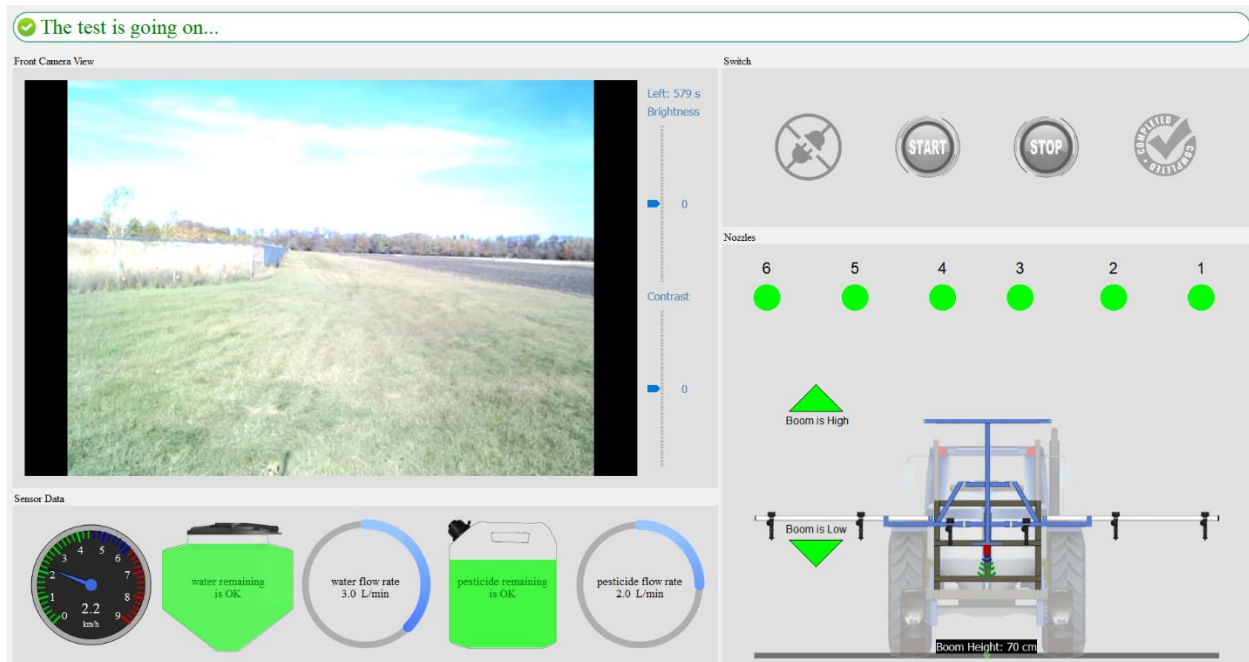 The test is going on...
Front Camera View
Left: 579 s
Brightness
0
Contrast
0
Switch
START
STOP
COMPLETED • COMPLETED •
Nozzles
6 5 4 3 2 1
Boom is High
Boom is Low
Boom Height: 70 cm
Sensor Data
0 1 2 3 4 5 6 7 8 9
2.2
km/h
water remaining
is OK
water flow rate
3.0 L/min
pesticide remaining
is OK
pesticide flow rate
2.0 L/min